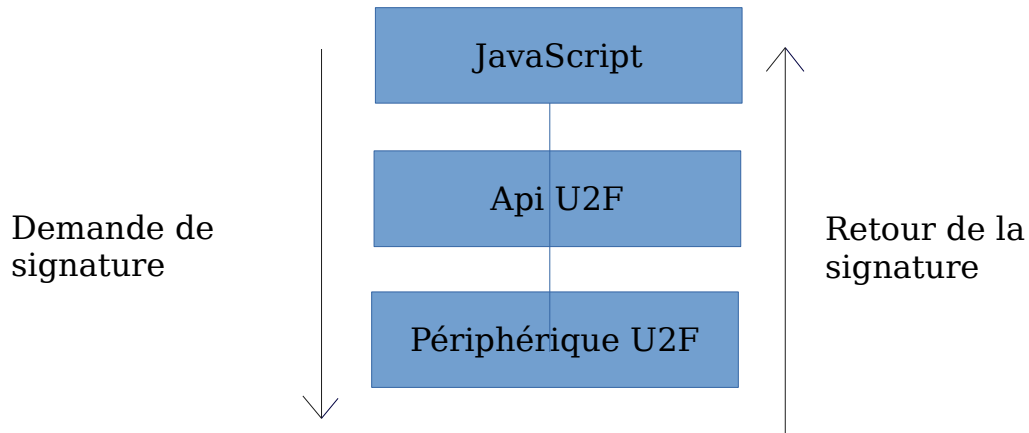 JavaScript
Api U2F
Demande de
signature
Retour de la
signature
Périphérique U2F